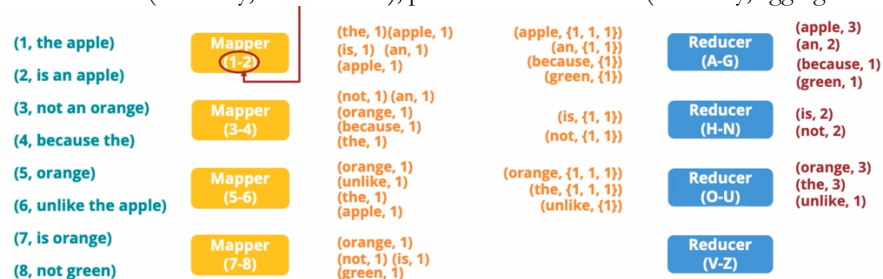 (1, the apple)
(2, is an apple)
(3, not an orange)
(4, because the)
(5, orange)
(6, unlike the apple)
(7, is orange)
(8, not green)
Mapper
(1-2)
Mapper
(3-4)
Mapper
(5-6)
Mapper
(7-8)
(the, 1)(apple, 1)
(is, 1) (an, 1)
(apple, 1)
(not, 1) (an, 1)
(orange, 1)
(because, 1)
(the, 1)
(orange, 1)
(unlike, 1)
(the, 1)
(apple, 1)
(orange, 1)
(not, 1) (is, 1)
(green, 1)
(apple, {1, 1, 1})
(an, {1, 1})
(because, {1})
(green, {1})
(is, {1, 1})
(not, {1, 1})
(orange, {1, 1, 1})
(the, {1, 1, 1})
(unlike, {1})
Reducer
(A-G)
Reducer
(H-N)
Reducer
(O-U)
Reducer
(V-Z)
(apple, 3)
(an, 2)
(because, 1)
(green, 1)
(is, 2)
(not, 2)
(orange, 3)
(the, 3)
(unlike, 1)